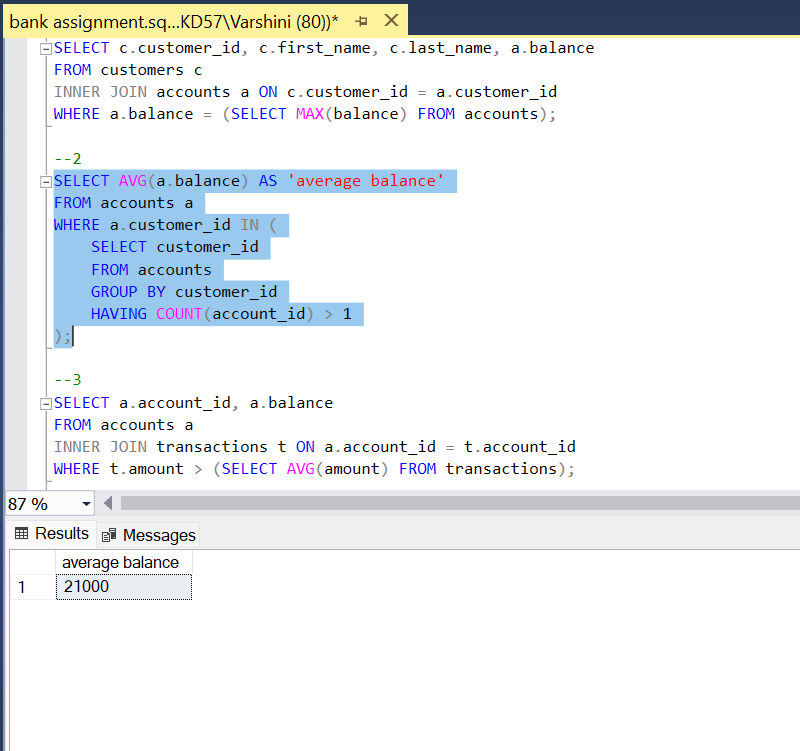 bank assignment.sq...KD57\Varshini (80))*
SELECT c.customer_id, c.first_name, c.last_name, a.balance
FROM customers c
INNER JOIN accounts a ON c.customer_id = a.customer_id
WHERE a.balance = (SELECT MAX(balance) FROM accounts);
--2
SELECT AVG(a.balance) AS 'average balance'
FROM accounts a
WHERE a.customer_id IN (
    SELECT customer_id
    FROM accounts
    GROUP BY customer_id
    HAVING COUNT(account_id) > 1
);
--3
SELECT a.account_id, a.balance
FROM accounts a
INNER JOIN transactions t ON a.account_id = t.account_id
WHERE t.amount > (SELECT AVG(amount) FROM transactions);
87 %
Results Messages
average balance
1 21000